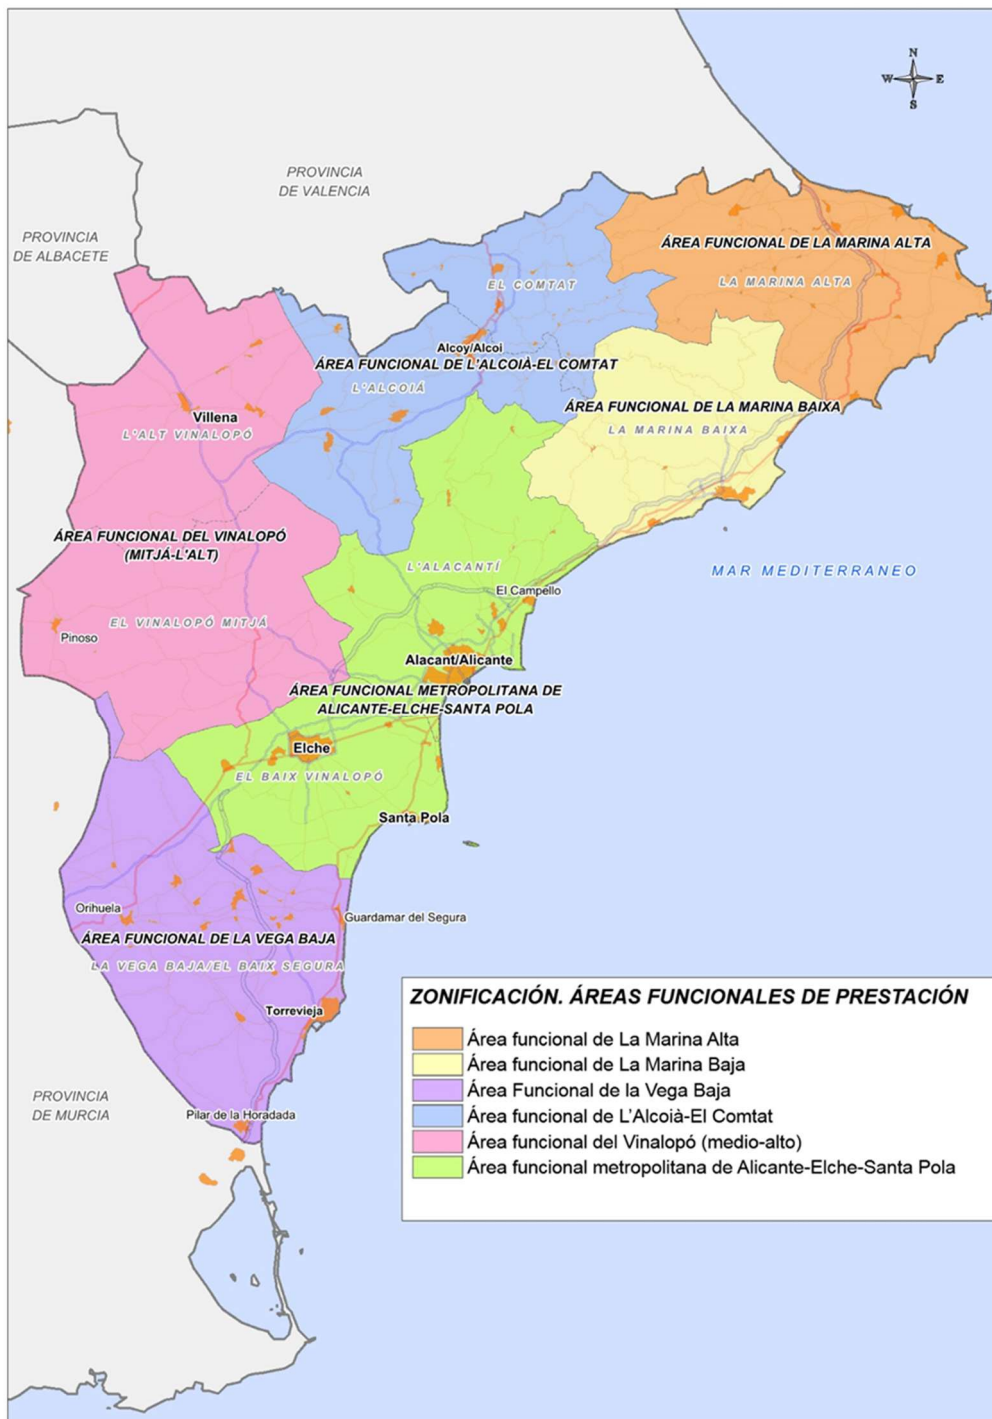 N
W E
S
PROVINCIA
DE VALENCIA
PROVINCIA
DE ALBACETE
ÁREA FUNCIONAL DE LA MARINA ALTA
LA MARINA ALTA
EL COMTAT
Alcoy/Alcoi
ÁREA FUNCIONAL DE L'ALCOIÀ-EL COMTAT
L'ALCOIÁ
ÁREA FUNCIONAL DE LA MARINA BAIXA
LA MARINA BAIXA
Villena
L'ALT VINALOPÓ
ÁREA FUNCIONAL DEL VINALOPÓ
(MITJÁ-L'ALT)
L'ALACANTÍ
MAR MEDITERRANEO
El Campello
EL VINALOPÓ MITJÁ
Pinoso
Alacant/Alicante
ÁREA FUNCIONAL METROPOLITANA DE
ALICANTE-ELCHE-SANTA POLA
Elche
EL BAIX VINALOPÓ
Santa Pola
Orihuela
Guardamar del Segura
ÁREA FUNCIONAL DE LA VEGA BAJA
LA VEGA BAJA/EL BAIX SEGURA
Torrevieja
PROVINCIA
DE MURCIA
Pilar de la Horadada
ZONIFICACIÓN. ÁREAS FUNCIONALES DE PRESTACIÓN
Área funcional de La Marina Alta
Área funcional de La Marina Baja
Área Funcional de la Vega Baja
Área funcional de L'Alcoià-El Comtat
Área funcional del Vinalopó (medio-alto)
Área funcional metropolitana de Alicante-Elche-Santa Pola